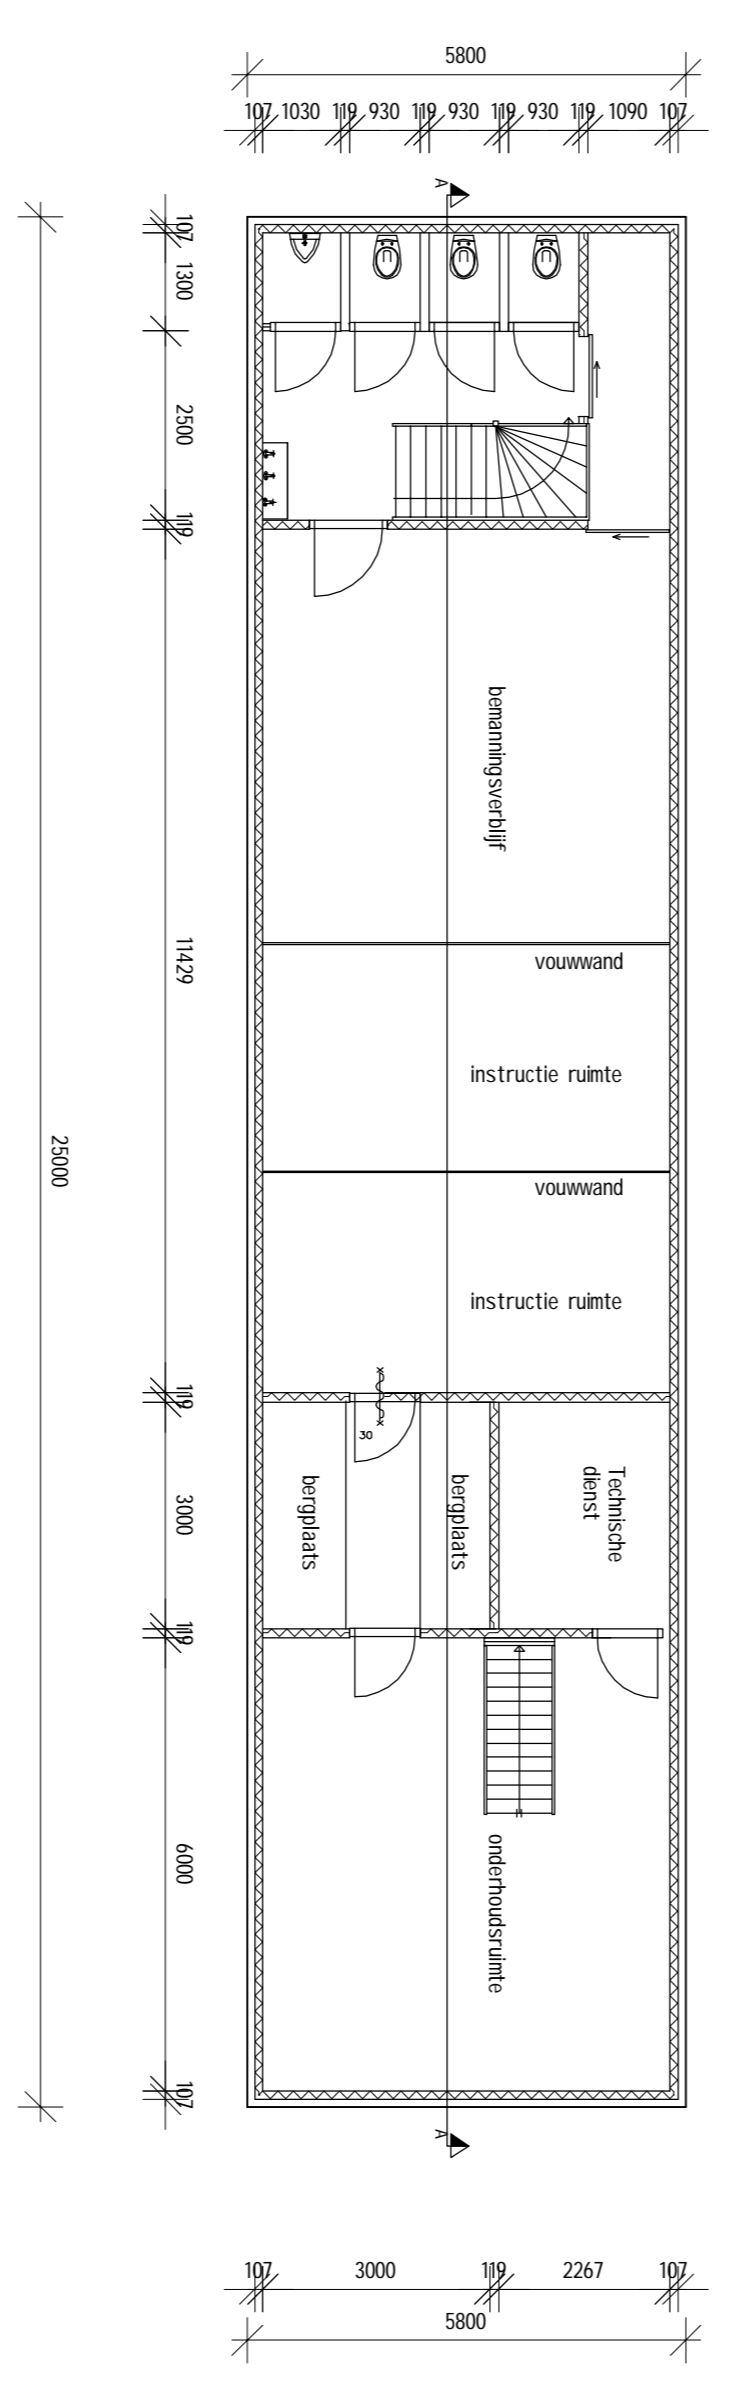 5800
107 1030 119 930 119 930 119 930 119 1090 107
A
107
1300
2500
119
bemanningsverblijf
vouwwand
11429
instructie ruimte
25000
vouwwand
instructie ruimte
119
30
bergplaats
bergplaats
Technische
dienst
3000
119
onderhoudsruimte
6000
107
A
107 3000 119 2267 107
5800